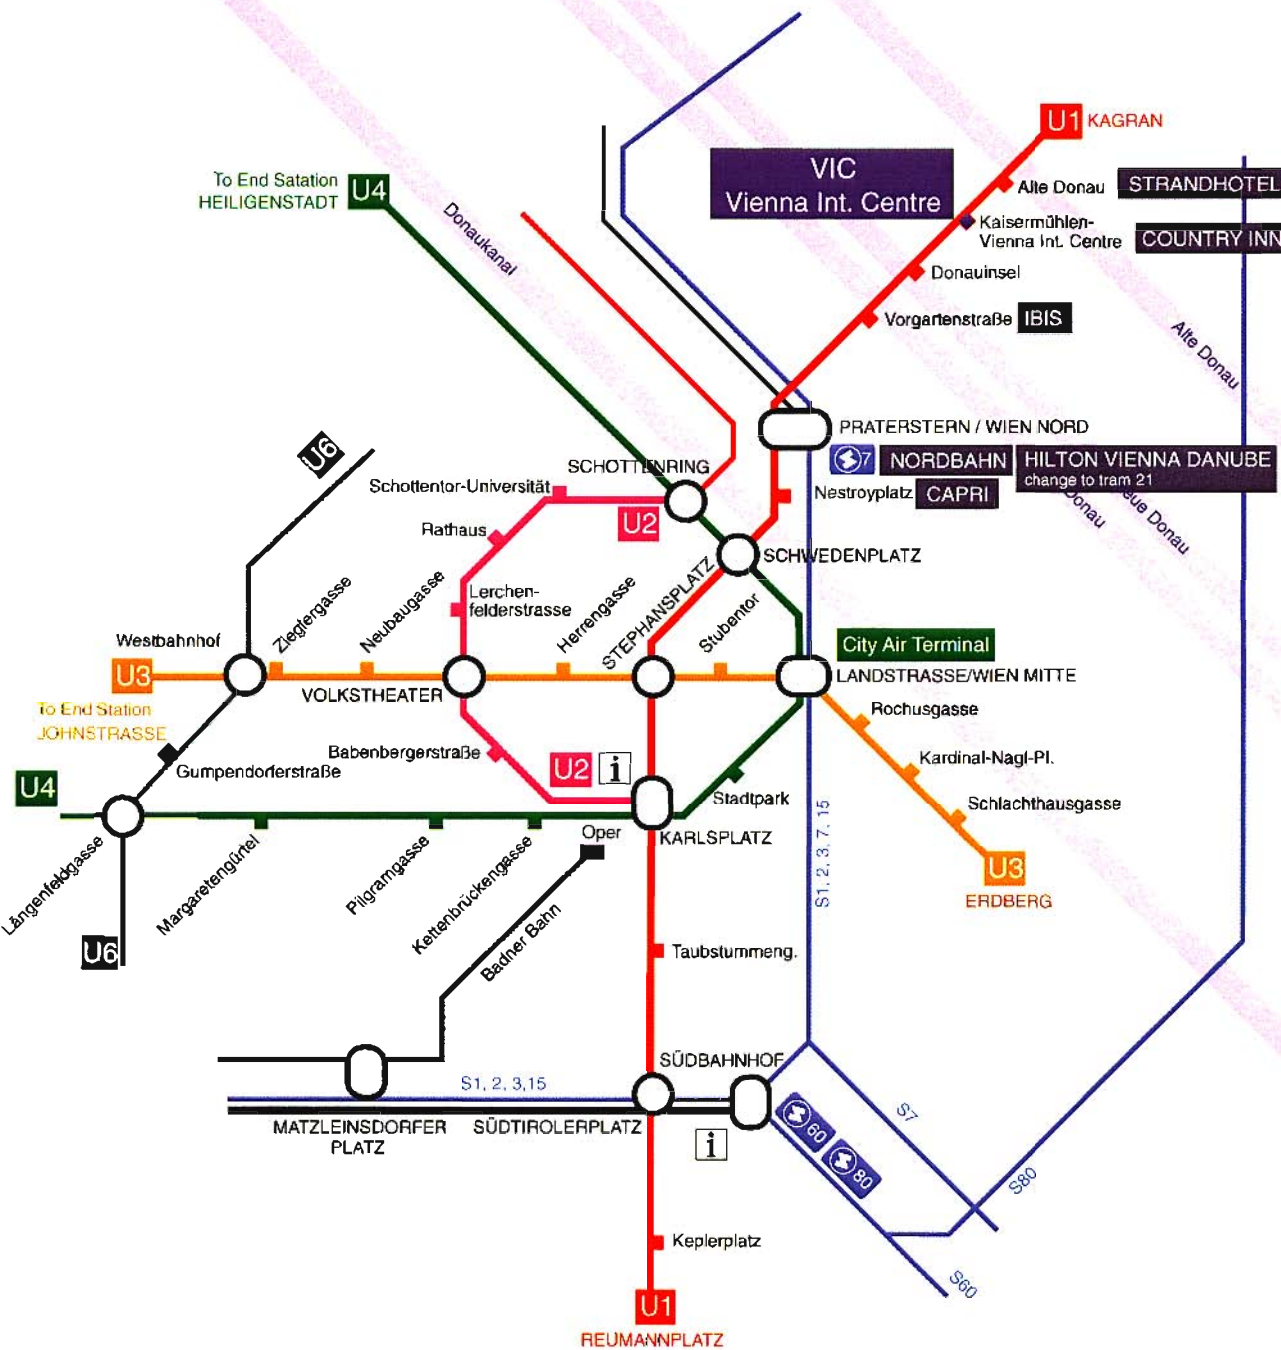 U1 KAGRAN
VIC
Vienna Int. Centre
To End Satation
HEILIGENSTADT
U4
Alte Donau
STRANDHOTEL
Kaisermühlen-
Vienna Int. Centre
COUNTRY INN
Donaukanal
Donauinsel
Vorgartenstraße
IBIS
Alte Donau
PRATERSTERN / WIEN NORD
7
NORDBAHN
HILTON VIENNA DANUBE
change to tram 21
Nestroyplatz
CAPRI
Donau
Neue Donau
U6
SCHOTTENRING
Schottentor-Universität
U2
Rathaus
SCHWEDENPLATZ
Lerchen-
felderstrasse
Zieglergasse
Neubaugasse
Herrengasse
STEPHANSPLATZ
Stubentor
Westbahnhof
City Air Terminal
U3
LANDSTRASSE/WIEN MITTE
VOLKSTHEATER
To End Station
JOHNSTRASSE
Rochusgasse
Babenbergerstraße
Gumpendorferstraße
U2
i
Kardinal-Nagl-Pl.
U4
Stadtpark
Schlachthausgasse
Oper
KARLSPLATZ
Längenfeldgasse
Margaretengürtel
Pilgramgasse
Kettenbrückengasse
S1, 2, 3, 7, 15
U3
ERDBERG
U6
Badner Bahn
Taubstummeng.
SÜDBAHNHOF
S1, 2, 3,15
MATZLEINSDORFER
PLATZ
SÜDTIROLERPLATZ
i
60
80
S7
S80
Keplerplatz
S60
U1
REUMANNPLATZ